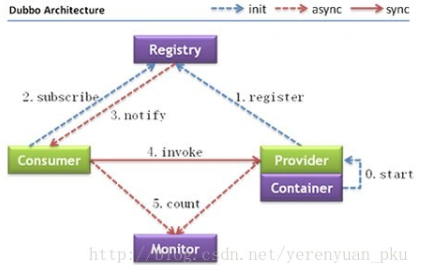 Dubbo Architecture
init
async
sync
Registry
2. subscribe
1. register
3. notify
Consumer
4. invoke
Provider
Container
0. start
5. count
Monitor
http://blog.csdn.net/yerenyuan_pku